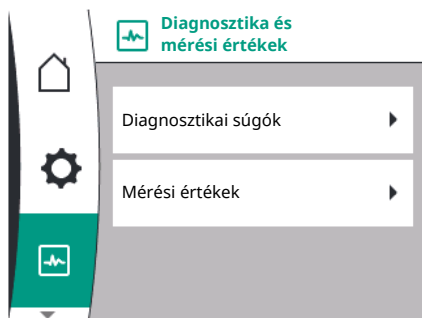 Diagnosztika és
mérési értékek
Diagnosztikai súgók
Mérési értékek